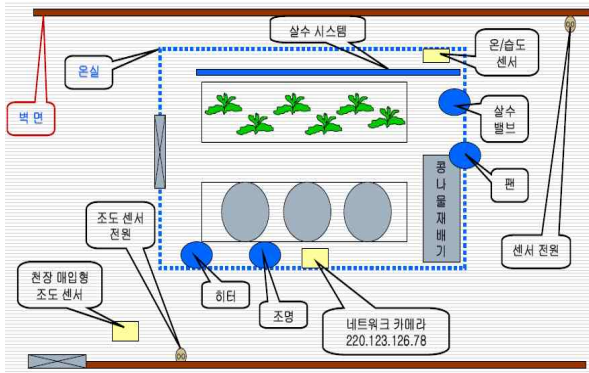 살수 시스템
온/습도
센서
온실
벽 면
살수
밸브
팬
콩나물재배기
조도 센서
전원
센서 전원
천장 매입형
조도 센서
히터
조명
네트워크 카메라
220.123.126.78